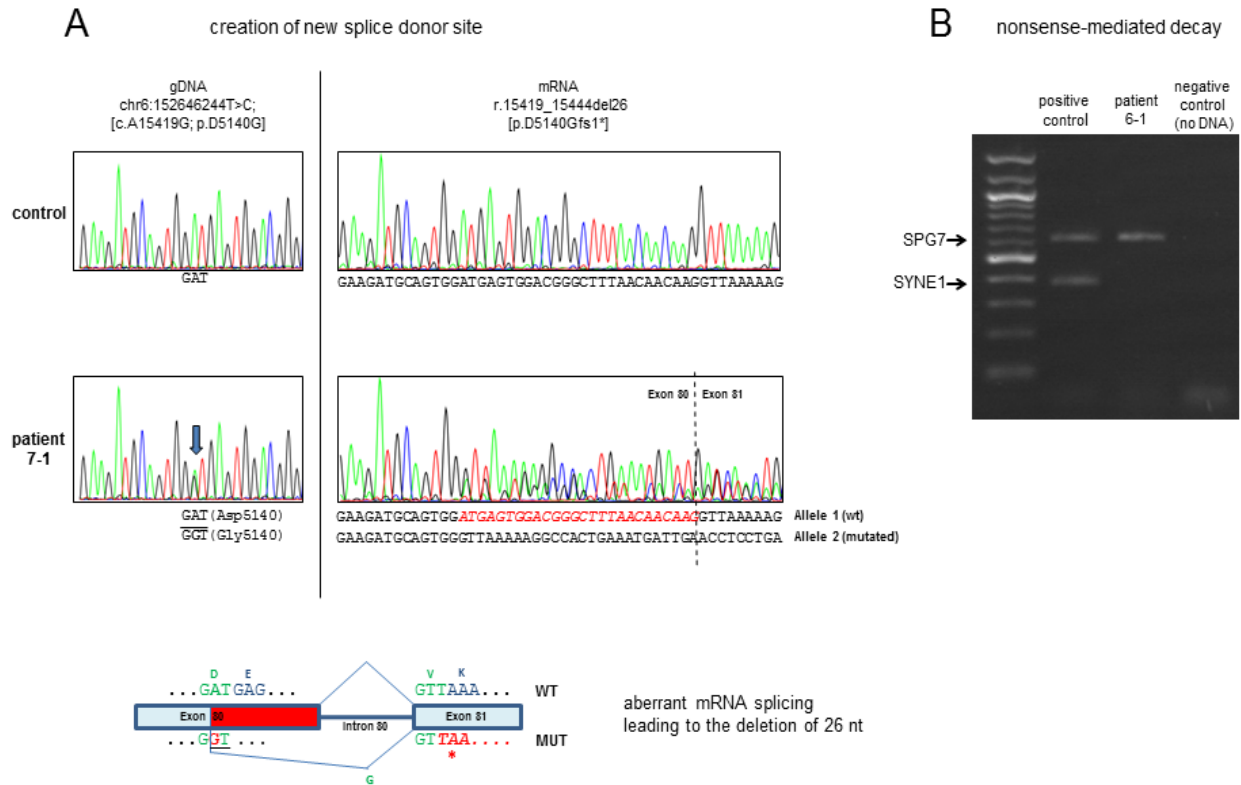 A
creation of new splice donor site
gDNA
chr6:152646244T>C;
[c.A15419G; p.D5140G]
mRNA
r.15419_15444del26
[p.D5140Gfs1*]
control
GAT
GAAGATGCAGTGGATGAGTGGACGGGCTTTAACAACAAGGTTAAAAAG
patient
7-1
Exon 80
Exon 81
GAT(Asp5140)
GGT(Gly5140)
GAAGATGCAGTGGATGAGTGGACGGGCTTTAACAACAAGGTTAAAAAG Allele 1 (wt)
GAAGATGCAGTGGGTTAAAAAGGCCACTGAAATGATTGAACCTCCTGA Allele 2 (mutated)
D E V K
...GATGAG... GTTAAA... WT
Exon 80 Intron 80 Exon 81
...GGT ... GTTAA.... MUT
*
G
aberrant mRNA splicing
leading to the deletion of 26 nt
B
nonsense-mediated decay
positive
control
patient
6-1
negative
control
(no DNA)
SPG7
SYNE1